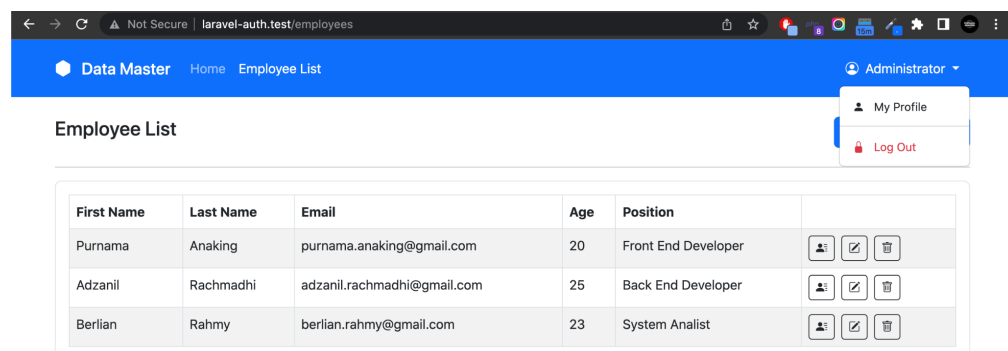 Not Secure | laravel-auth.test/employees
8
15m
Data Master Home Employee List Administrator
My Profile
Employee List
Log Out
First Name Last Name Email Age Position
Purnama Anaking purnama.anaking@gmail.com 20 Front End Developer
Adzanil Rachmadhi adzanil.rachmadhi@gmail.com 25 Back End Developer
Berlian Rahmy berlian.rahmy@gmail.com 23 System Analist